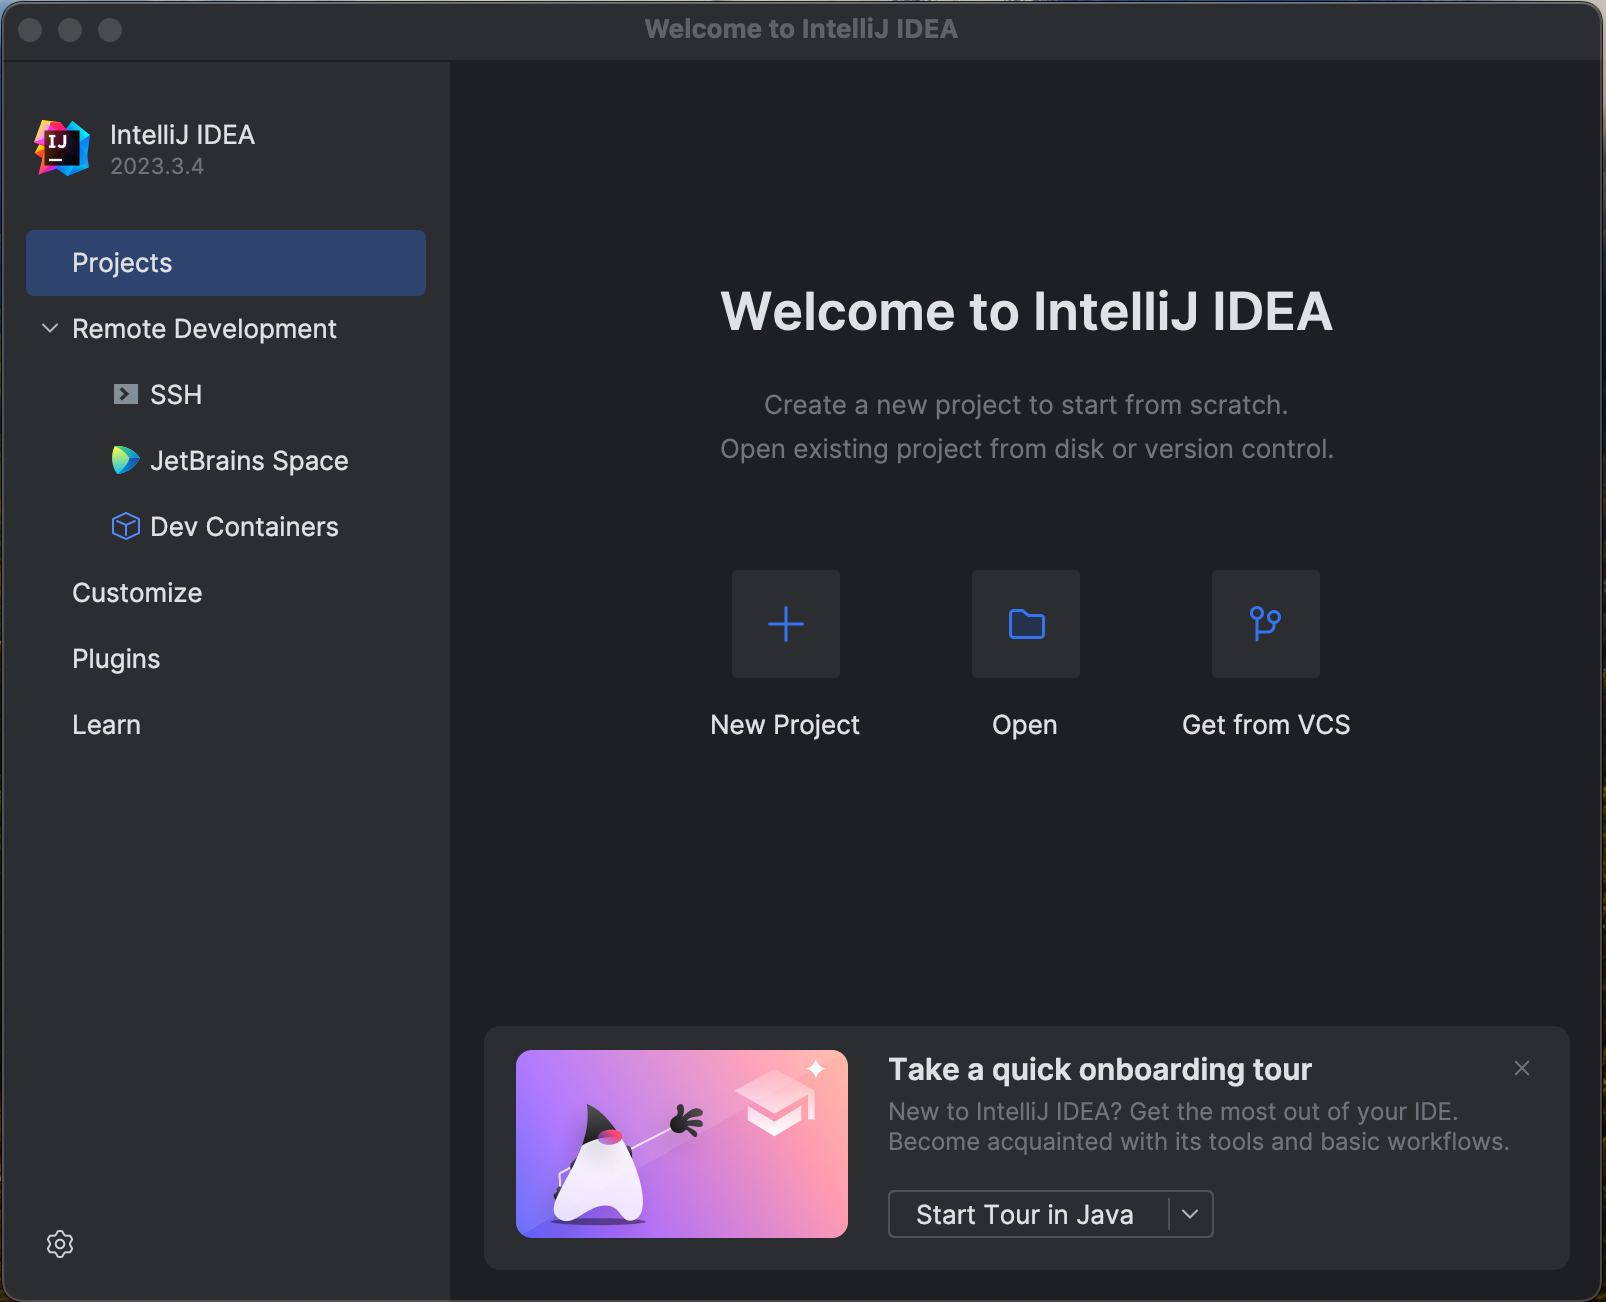 Welcome to IntelliJ IDEA
IJ
IntelliJ IDEA
2023.3.4
Projects
Remote Development
SSH
JetBrains Space
Dev Containers
Customize
Plugins
Learn
Welcome to IntelliJ IDEA
Create a new project to start from scratch.
Open existing project from disk or version control.
New Project
Open
Get from VCS
Take a quick onboarding tour
New to IntelliJ IDEA? Get the most out of your IDE.
Become acquainted with its tools and basic workflows.
Start Tour in Java